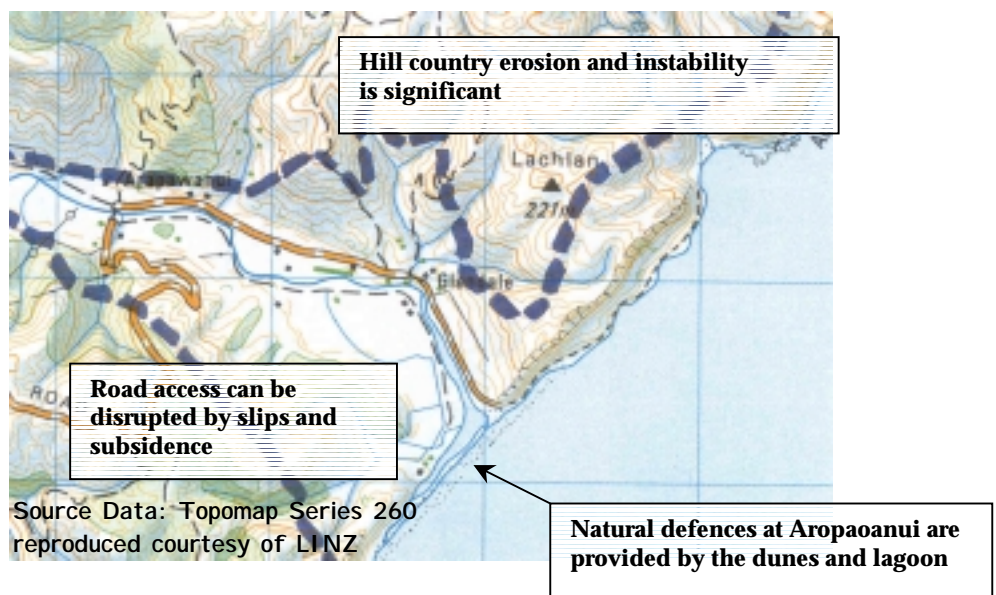 Hill country erosion and instability
is significant
Lachlan
221m
Glendale
Road access can be
disrupted by slips and
subsidence
ROA
Source Data: Topomap Series 260
reproduced courtesy of LINZ
Natural defences at Aropaoanui are
provided by the dunes and lagoon